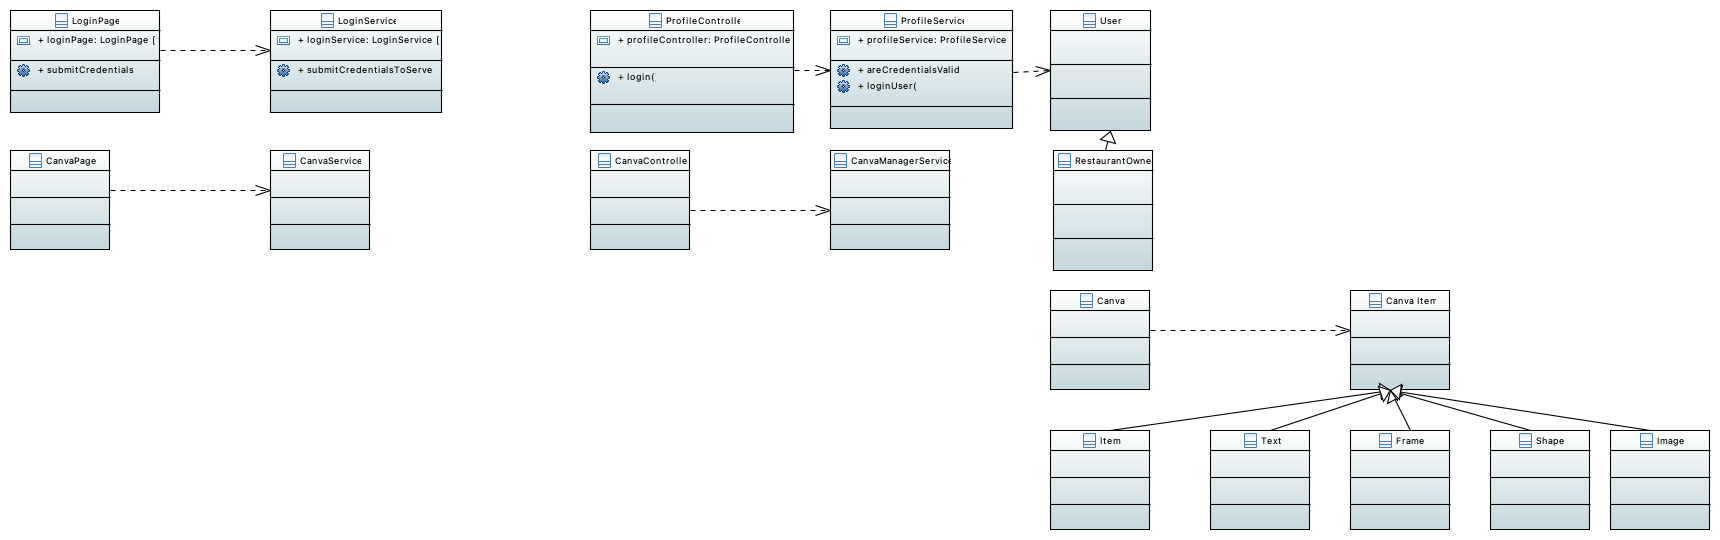 LoginPage
+ loginPage: LoginPage [
+ submitCredentials
LoginService
+ loginService: LoginService [
+ submitCredentialsToServe
ProfileControlle
+ profileController: ProfileControlle
+ login(
ProfileService
+ profileService: ProfileService
+ areCredentialsValid
+ loginUser(
User
CanvaPage
CanvaService
CanvaControlle
CanvaManagerService
RestaurantOwne
Canva
Canva Item
Item
Text
Frame
Shape
Image